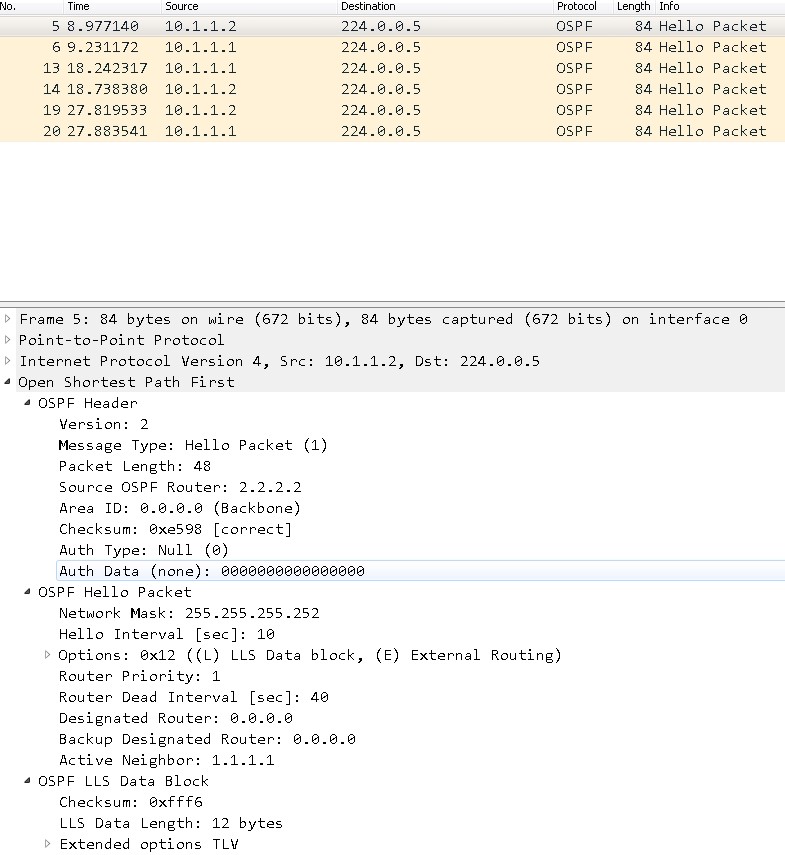 No. Time Source Destination Protocol Length Info
5 8.977140 10.1.1.2 224.0.0.5 OSPF 84 Hello Packet
6 9.231172 10.1.1.1 224.0.0.5 OSPF 84 Hello Packet
13 18.242317 10.1.1.1 224.0.0.5 OSPF 84 Hello Packet
14 18.738380 10.1.1.2 224.0.0.5 OSPF 84 Hello Packet
19 27.819533 10.1.1.2 224.0.0.5 OSPF 84 Hello Packet
20 27.883541 10.1.1.1 224.0.0.5 OSPF 84 Hello Packet
Frame 5: 84 bytes on wire (672 bits), 84 bytes captured (672 bits) on interface 0
Point-to-Point Protocol
Internet Protocol Version 4, Src: 10.1.1.2, Dst: 224.0.0.5
Open Shortest Path First
OSPF Header
Version: 2
Message Type: Hello Packet (1)
Packet Length: 48
Source OSPF Router: 2.2.2.2
Area ID: 0.0.0.0 (Backbone)
Checksum: 0xe598 [correct]
Auth Type: Null (0)
Auth Data (none): 0000000000000000
OSPF Hello Packet
Network Mask: 255.255.255.252
Hello Interval [sec]: 10
Options: 0x12 ((L) LLS Data block, (E) External Routing)
Router Priority: 1
Router Dead Interval [sec]: 40
Designated Router: 0.0.0.0
Backup Designated Router: 0.0.0.0
Active Neighbor: 1.1.1.1
OSPF LLS Data Block
Checksum: 0xfff6
LLS Data Length: 12 bytes
Extended options TLV